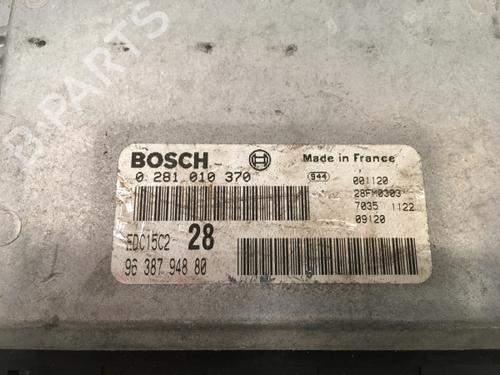 BOSCH
Made in France
0 281 010 370
S44
001120
28FM0303
7035 1122
09120
EDC15C2 28
96 387 948 80
B-PARTS